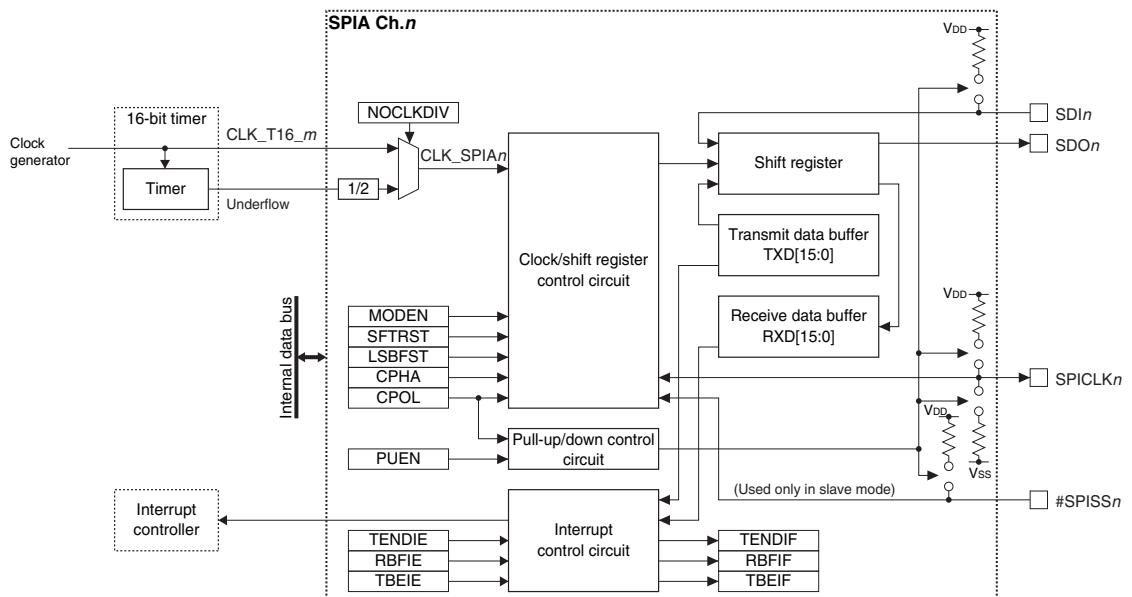 SPIA Ch.n
VDD
16-bit timer
NOCLKDIV
SDIn
Clock
generator
CLK_T16_m
CLK_SPIAn
SDOn
Shift register
Timer
1/2
Underflow
Transmit data buffer
TXD[15:0]
Clock/shift register
control circuit
VDD
Internal data bus
MODEN
Receive data buffer
RXD[15:0]
SFTRST
LSBFST
CPHA
SPICLKn
CPOL
VDD
Pull-up/down control
circuit
PUEN
VSS
(Used only in slave mode)
#SPISSn
Interrupt
controller
Interrupt
control circuit
TENDIE
TENDIF
RBFIE
RBFIF
TBEIE
TBEIF